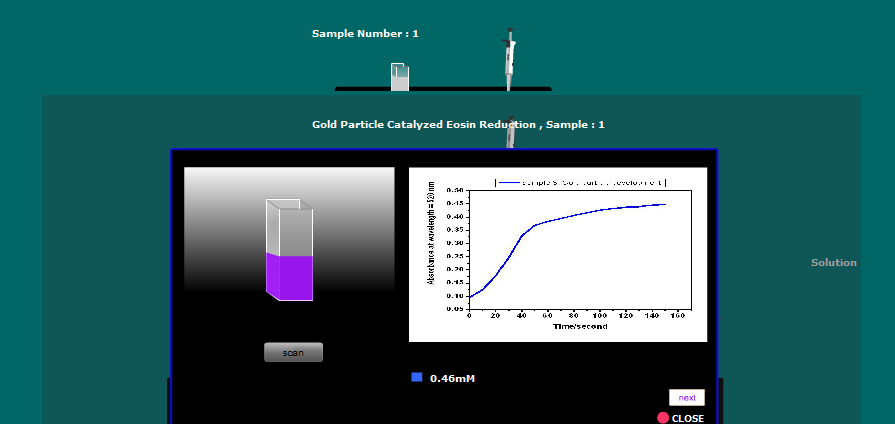 Sample Number : 1
Gold Particle Catalyzed Eosin Reduction , Sample : 1
Absorbance at wavelength = 520 nm
0.50
0.45
0.40
0.35
0.30
0.25
0.20
0.15
0.10
0.05
0 20 40 60 80 100 120 140 160
Time/second
Solution
scan
0.46mM
next
CLOSE